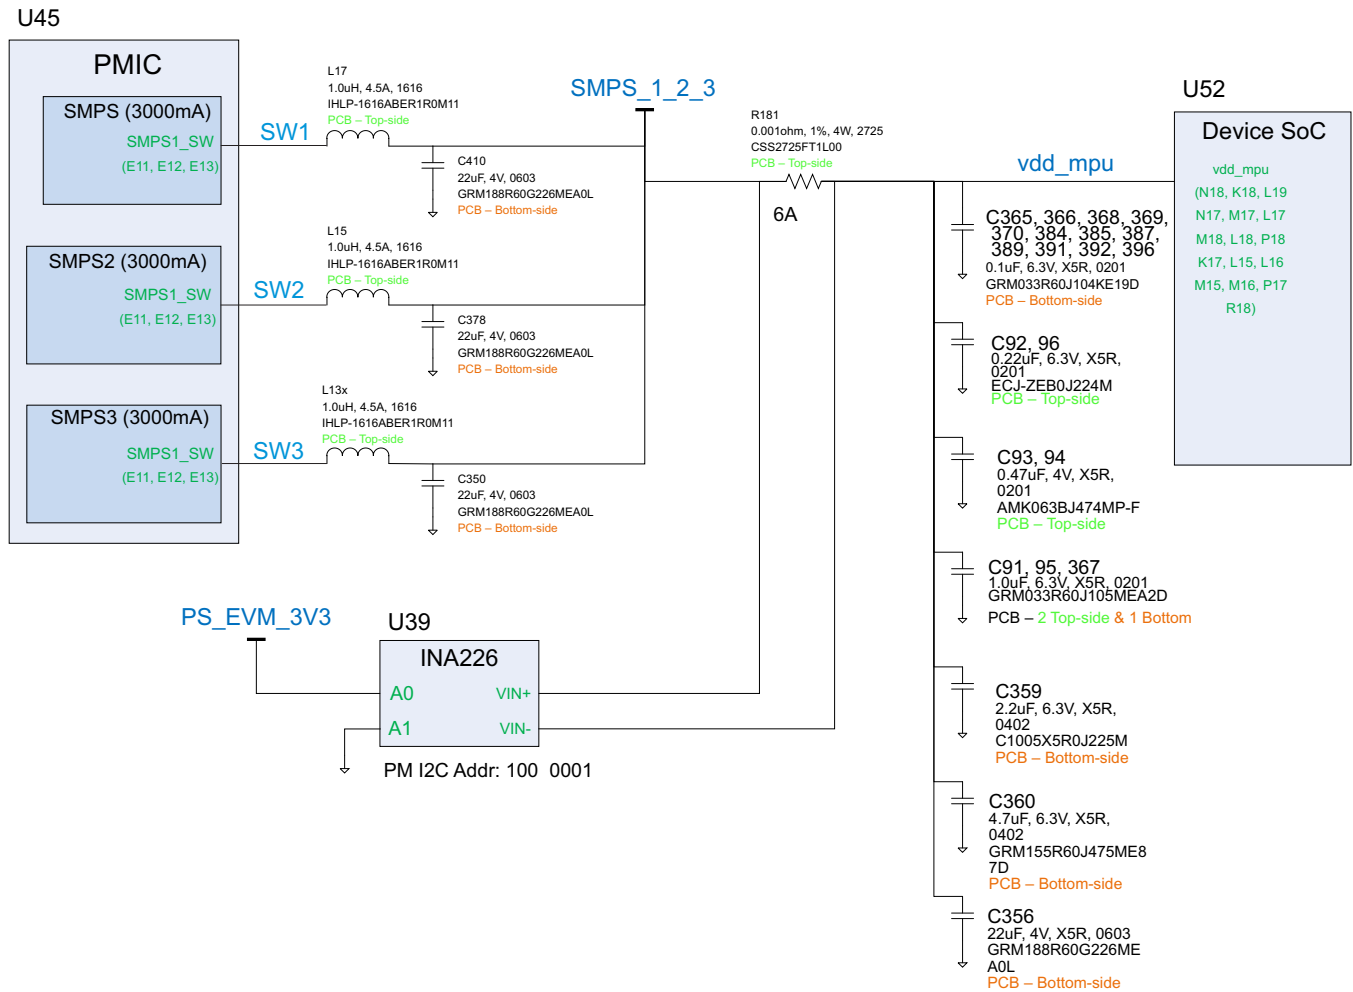 U45
PMIC
SMPS (3000mA)
SMPS1_SW
(E11, E12, E13)
SW1
L17
1.0uH, 4.5A, 1616
IHLP-1616ABER1R0M11
PCB – Top-side
C410
22uF, 4V, 0603
GRM188R60G226MEA0L
PCB – Bottom-side
SMPS2 (3000mA)
SMPS1_SW
(E11, E12, E13)
SW2
L15
1.0uH, 4.5A, 1616
IHLP-1616ABER1R0M11
PCB – Top-side
C378
22uF, 4V, 0603
GRM188R60G226MEA0L
PCB – Bottom-side
SMPS3 (3000mA)
SMPS1_SW
(E11, E12, E13)
SW3
L13x
1.0uH, 4.5A, 1616
IHLP-1616ABER1R0M11
PCB – Top-side
C350
22uF, 4V, 0603
GRM188R60G226MEA0L
PCB – Bottom-side
SMPS_1_2_3
R181
0.001ohm, 1%, 4W, 2725
CSS2725FT1L00
PCB – Top-side
6A
vdd_mpu
U52
Device SoC
vdd_mpu
(N18, K18, L19
N17, M17, L17
M18, L18, P18
K17, L15, L16
M15, M16, P17
R18)
C365, 366, 368, 369,
370, 384, 385, 387,
389, 391, 392, 396
0.1uF, 6.3V, X5R, 0201
GRM033R60J104KE19D
PCB – Bottom-side
C92, 96
0.22uF, 6.3V, X5R,
0201
ECJ-ZEB0J224M
PCB – Top-side
C93, 94
0.47uF, 4V, X5R,
0201
AMK063BJ474MP-F
PCB – Top-side
C91, 95, 367
1.0uF, 6.3V, X5R, 0201
GRM033R60J105MEA2D
PCB – 2 Top-side & 1 Bottom
C359
2.2uF, 6.3V, X5R,
0402
C1005X5R0J225M
PCB – Bottom-side
C360
4.7uF, 6.3V, X5R,
0402
GRM155R60J475ME8
7D
PCB – Bottom-side
C356
22uF, 4V, X5R, 0603
GRM188R60G226ME
A0L
PCB – Bottom-side
PS_EVM_3V3
U39
INA226
A0
VIN+
A1
VIN-
PM I2C Addr: 100 0001